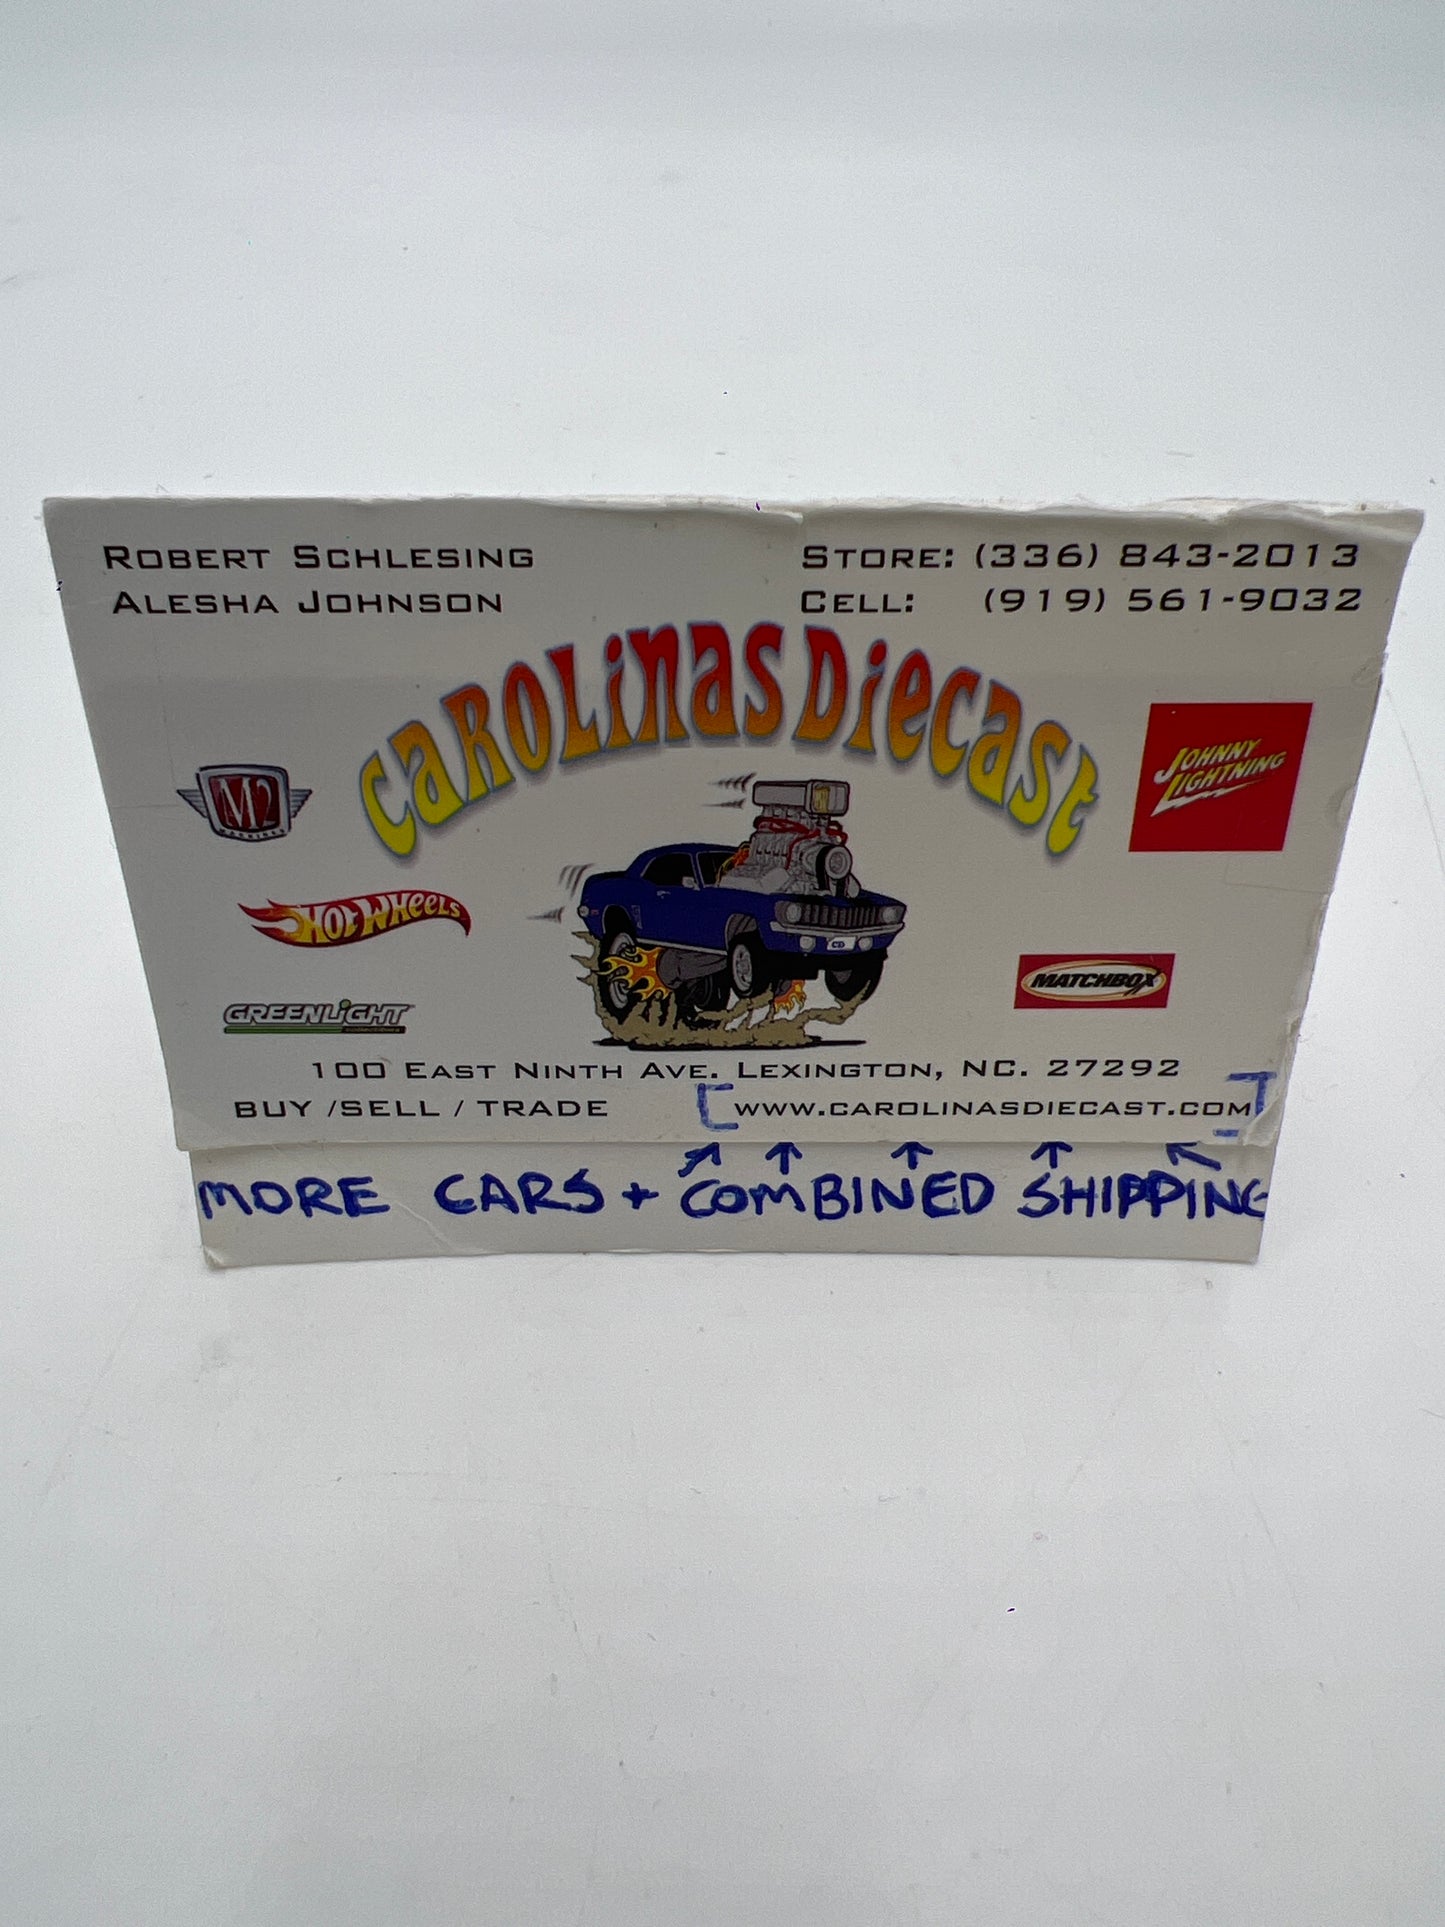 ROBERT SCHLESING
ALESHA JOHNSON
STORE: (336) 843-2013
CELL: (919) 561-9032
CAROLINAS DIECAST
M2
MACHINES
JOHNNY
LIGHTNING
HOT WHEELS
MATCHBOX
GREENLIGHT
CD
100 EAST NINTH AVE. LEXINGTON, NC. 27292
BUY /SELL / TRADE [WWW.CAROLINASDIECAST.COM]
MORE CARS + COMBINED SHIPPING